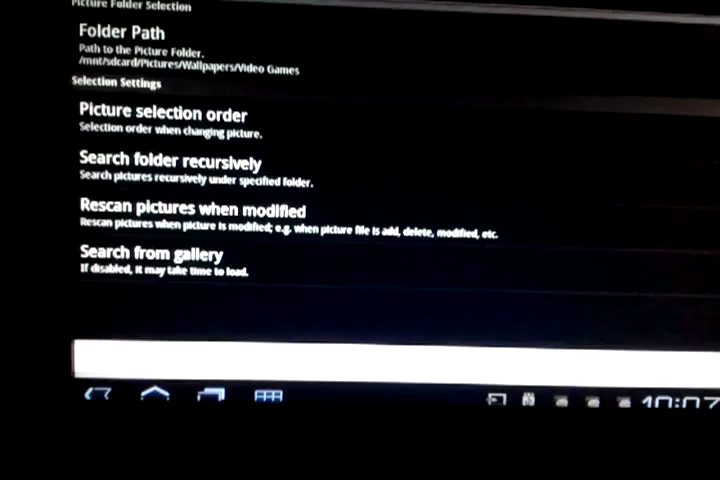 Picture Folder Selection
Folder Path
Path to the Picture Folder.
/mnt/sdcard/Pictures/Wallpapers/Video Games
Selection Settings
Picture selection order
Selection order when changing picture.
Search folder recursively
Search pictures recursively under specified folder.
Rescan pictures when modified
Rescan pictures when picture is modified; e.g. when picture file is add, delete, modified, etc.
Search from gallery
If disabled, it may take time to load.
10:07